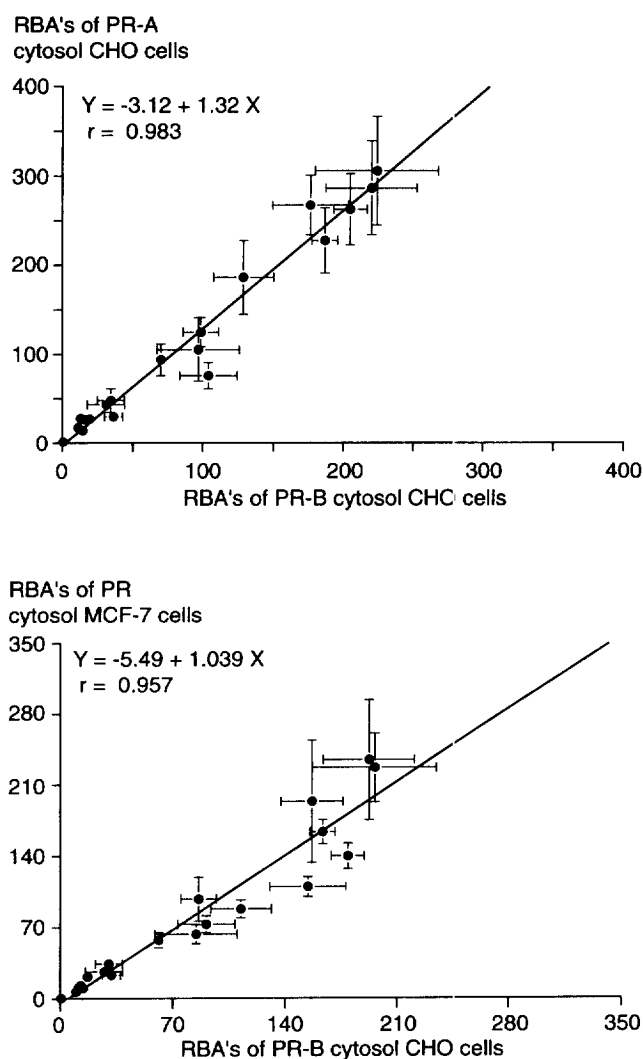 RBA's of PR-A
cytosol CHO cells
400
Y = -3.12 + 1.32 X
r = 0.983
300
200
100
0
0 100 200 300 400
RBA's of PR-B cytosol CHO cells
RBA's of PR
cytosol MCF-7 cells
350
Y = -5.49 + 1.039 X
r = 0.957
280
210
140
70
0
0 70 140 210 280 350
RBA's of PR-B cytosol CHO cells